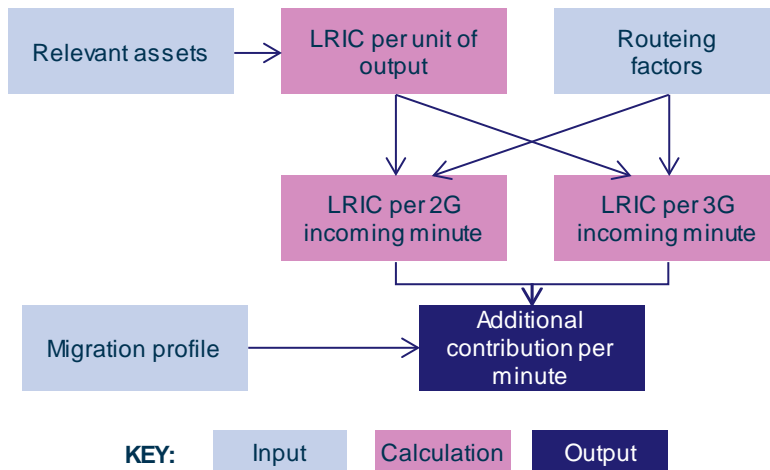 Relevant assets
LRIC per unit of
output
Routeing
factors
LRIC per 2G
incoming minute
LRIC per 3G
incoming minute
Migration profile
Additional
contribution per
minute
KEY:
Input
Calculation
Output